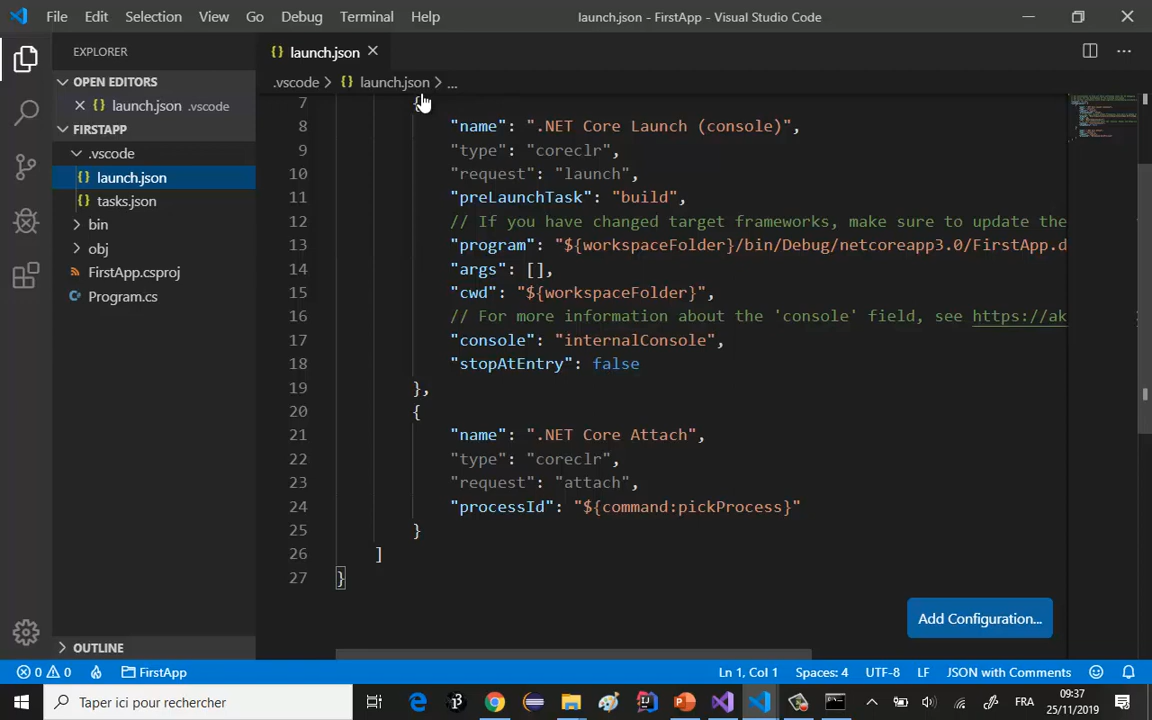 File Edit Selection View Go Debug Terminal Help
launch.json - FirstApp - Visual Studio Code
EXPLORER
OPEN EDITORS
launch.json .vscode
FIRSTAPP
.vscode
launch.json
tasks.json
bin
obj
FirstApp.csproj
Program.cs
OUTLINE
{} launch.json
.vscode > {} launch.json > ...
7 {
8 "name": ".NET Core Launch (console)",
9 "type": "coreclr",
10 "request": "launch",
11 "preLaunchTask": "build",
12 // If you have changed target frameworks, make sure to update the
13 "program": "${workspaceFolder}/bin/Debug/netcoreapp3.0/FirstApp.d
14 "args": [],
15 "cwd": "${workspaceFolder}",
16 // For more information about the 'console' field, see https://ak
17 "console": "internalConsole",
18 "stopAtEntry": false
19 },
20 {
21 "name": ".NET Core Attach",
22 "type": "coreclr",
23 "request": "attach",
24 "processId": "${command:pickProcess}"
25 }
26 ]
27 }
Add Configuration...
0 0 FirstApp Ln 1, Col 1 Spaces: 4 UTF-8 LF JSON with Comments
Taper ici pour rechercher
FRA
09:37
25/11/2019